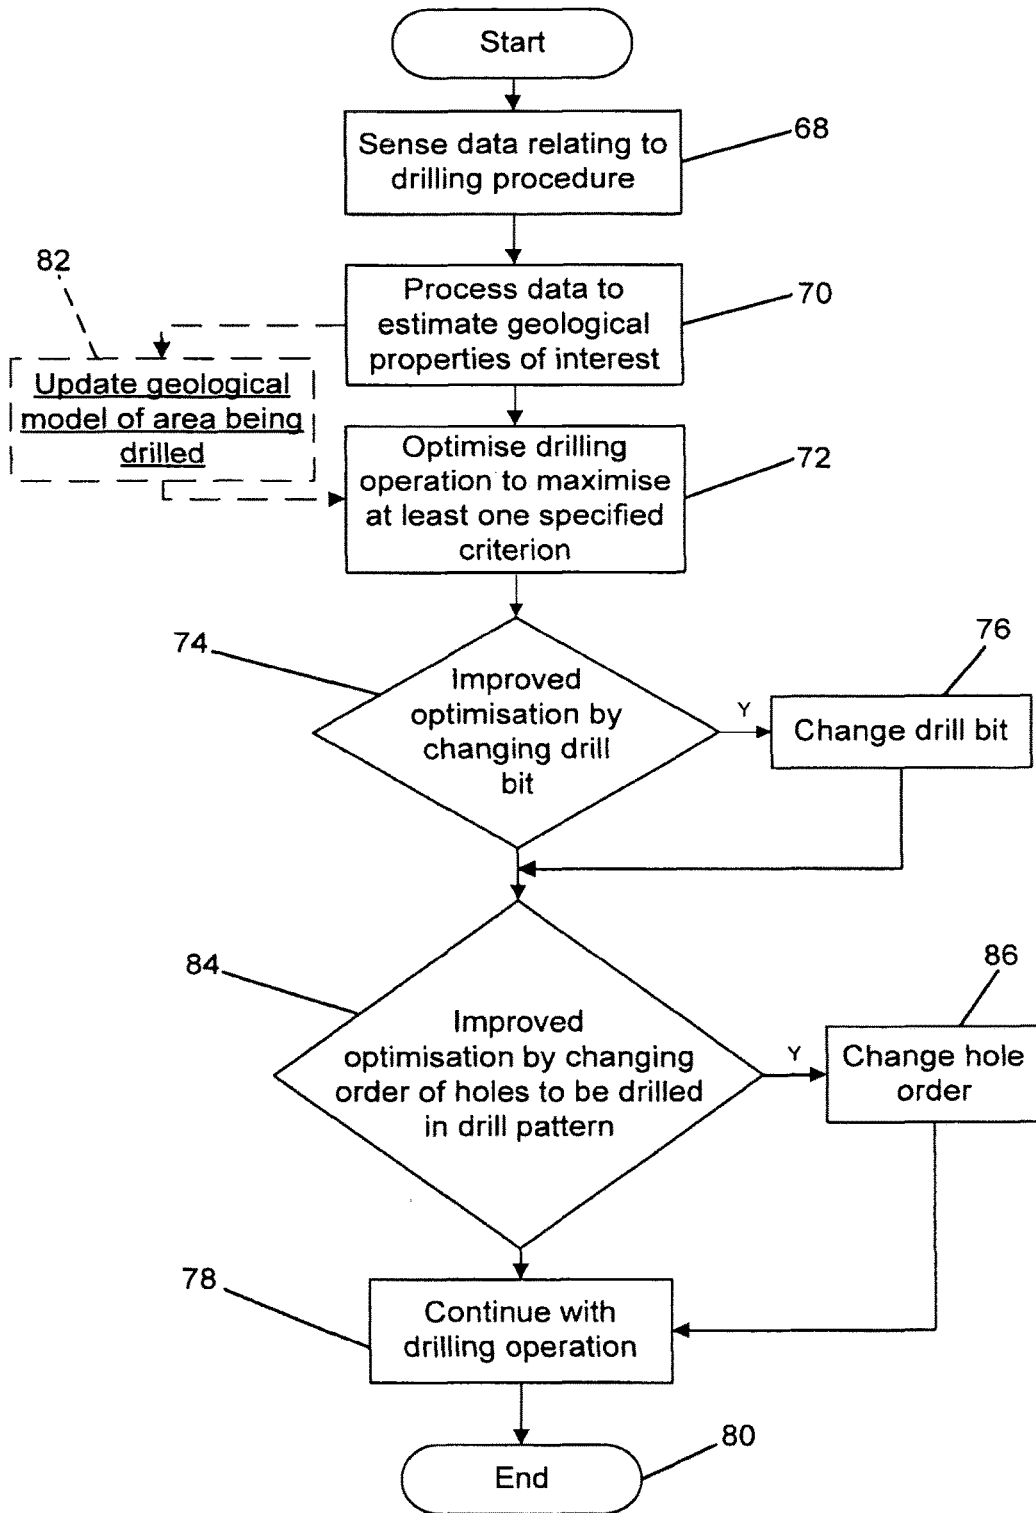 Start
Sense data relating to
drilling procedure
68
82
Process data to
estimate geological
properties of interest
70
Update geological
model of area being
drilled
Optimise drilling
operation to maximise
at least one specified
criterion
72
74
Improved
optimisation by
changing drill
bit
Y
76
Change drill bit
84
Improved
optimisation by changing
order of holes to be drilled
in drill pattern
Y
86
Change hole
order
78
Continue with
drilling operation
80
End